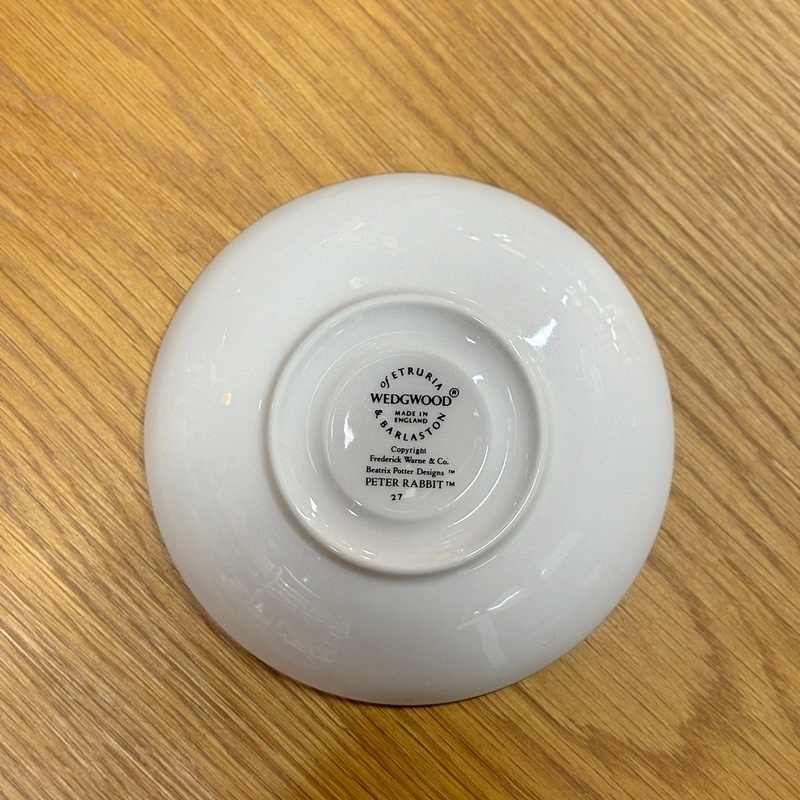 of ETRURIA
WEDGWOOD®
MADE IN
ENGLAND
& BARLASTON
Copyright
Frederick Warne & Co.
Beatrix Potter Designs ™
PETER RABBIT™
27